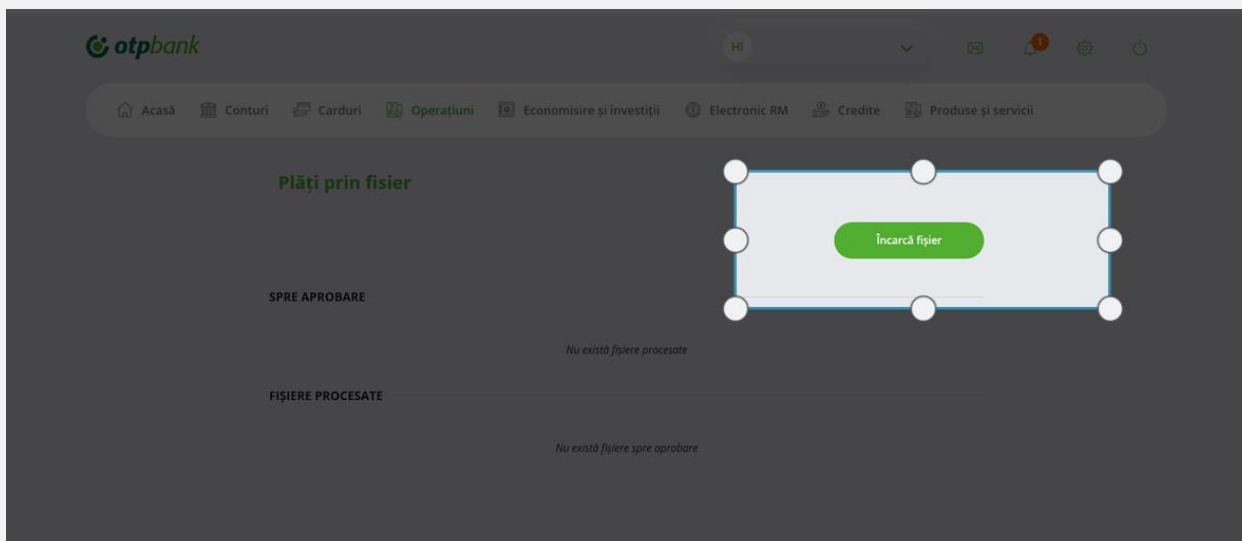 otpbank
HI
1
Acasă Conturi Carduri Operațiuni Economisire și investiții Electronic RM Credite Produse și servicii
Plăți prin fisier
Încarcă fișier
SPRE APROBARE
Nu există fișiere procesate
FIȘIERE PROCESATE
Nu există fișiere spre aprobare